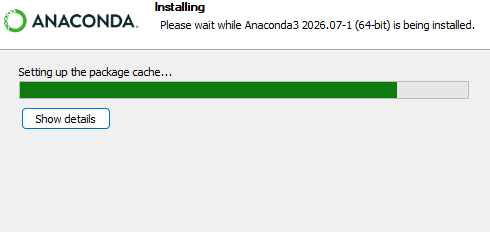 ANACONDA.
Installing
Please wait while Anaconda3 2026.07-1 (64-bit) is being installed.
Setting up the package cache...
Show details